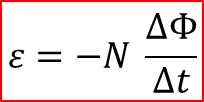 ε = −N ΔΦ/Δt